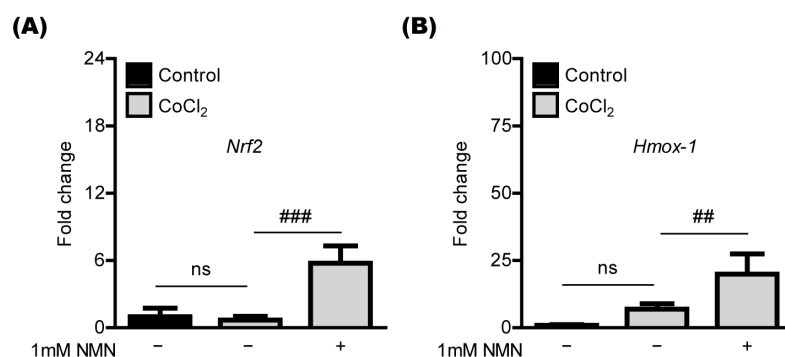 (A)
24
18
12
6
0
Fold change
Control
CoCl₂
Nrf2
ns
###
1mM NMN
− − +
(B)
100
75
50
25
0
Fold change
Control
CoCl₂
Hmox-1
ns
##
1mM NMN
− − +